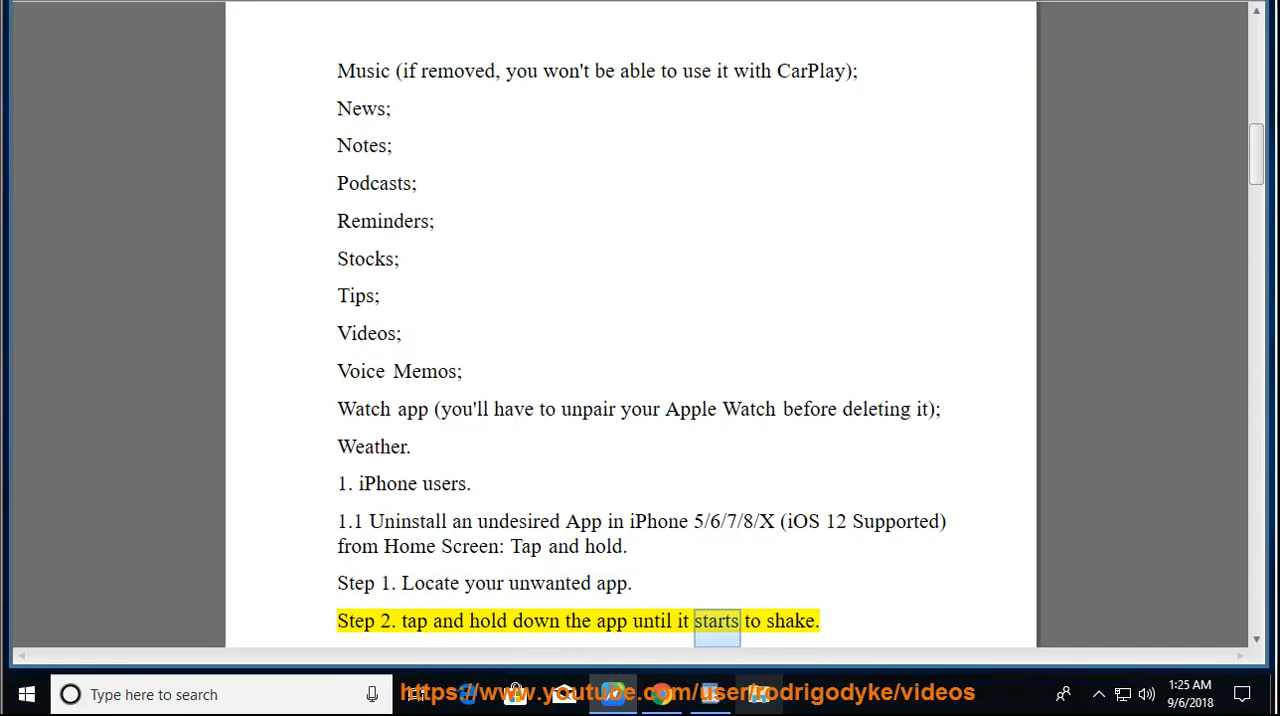 Music (if removed, you won't be able to use it with CarPlay);
News;
Notes;
Podcasts;
Reminders;
Stocks;
Tips;
Videos;
Voice Memos;
Watch app (you'll have to unpair your Apple Watch before deleting it);
Weather.
1. iPhone users.
1.1 Uninstall an undesired App in iPhone 5/6/7/8/X (iOS 12 Supported)
from Home Screen: Tap and hold.
Step 1. Locate your unwanted app.
Step 2. tap and hold down the app until it starts to shake.
Type here to search
https://www.youtube.com/user/rodrigodyke/videos
1:25 AM
9/6/2018